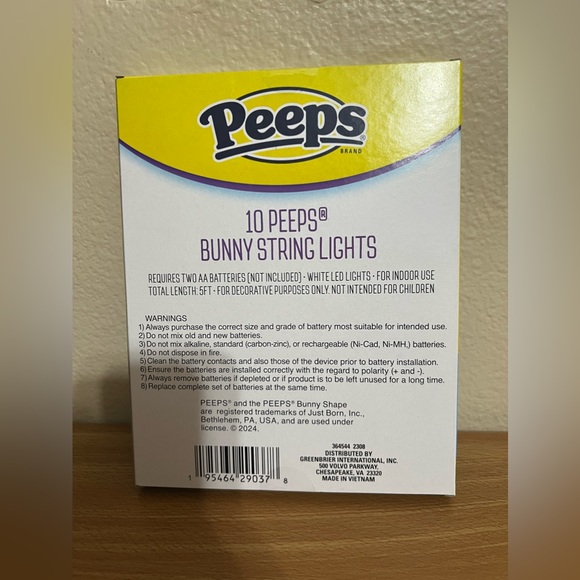 Peeps®
BRAND
10 PEEPS®
BUNNY STRING LIGHTS
REQUIRES TWO AA BATTERIES (NOT INCLUDED) • WHITE LED LIGHTS • FOR INDOOR USE
TOTAL LENGTH: 5FT • FOR DECORATIVE PURPOSES ONLY. NOT INTENDED FOR CHILDREN
WARNINGS
1) Always purchase the correct size and grade of battery most suitable for intended use.
2) Do not mix old and new batteries.
3) Do not mix alkaline, standard (carbon-zinc), or rechargeable (Ni-Cad, Ni-MH,) batteries.
4) Do not dispose in fire.
5) Clean the battery contacts and also those of the device prior to battery installation.
6) Ensure the batteries are installed correctly with regard to polarity (+ and -).
7) Always remove batteries if depleted or if product is to be left unused for a long time.
8) Replace complete set of batteries at the same time.
PEEPS® and the PEEPS® Bunny Shape
are registered trademarks of Just Born, Inc.,
Bethlehem, PA, USA, and are used under
license. © 2024.
364544 2308
DISTRIBUTED BY
GREENBRIER INTERNATIONAL, INC.
500 VOLVO PARKWAY,
CHESAPEAKE, VA 23320
MADE IN VIETNAM
1 95464 29037 8